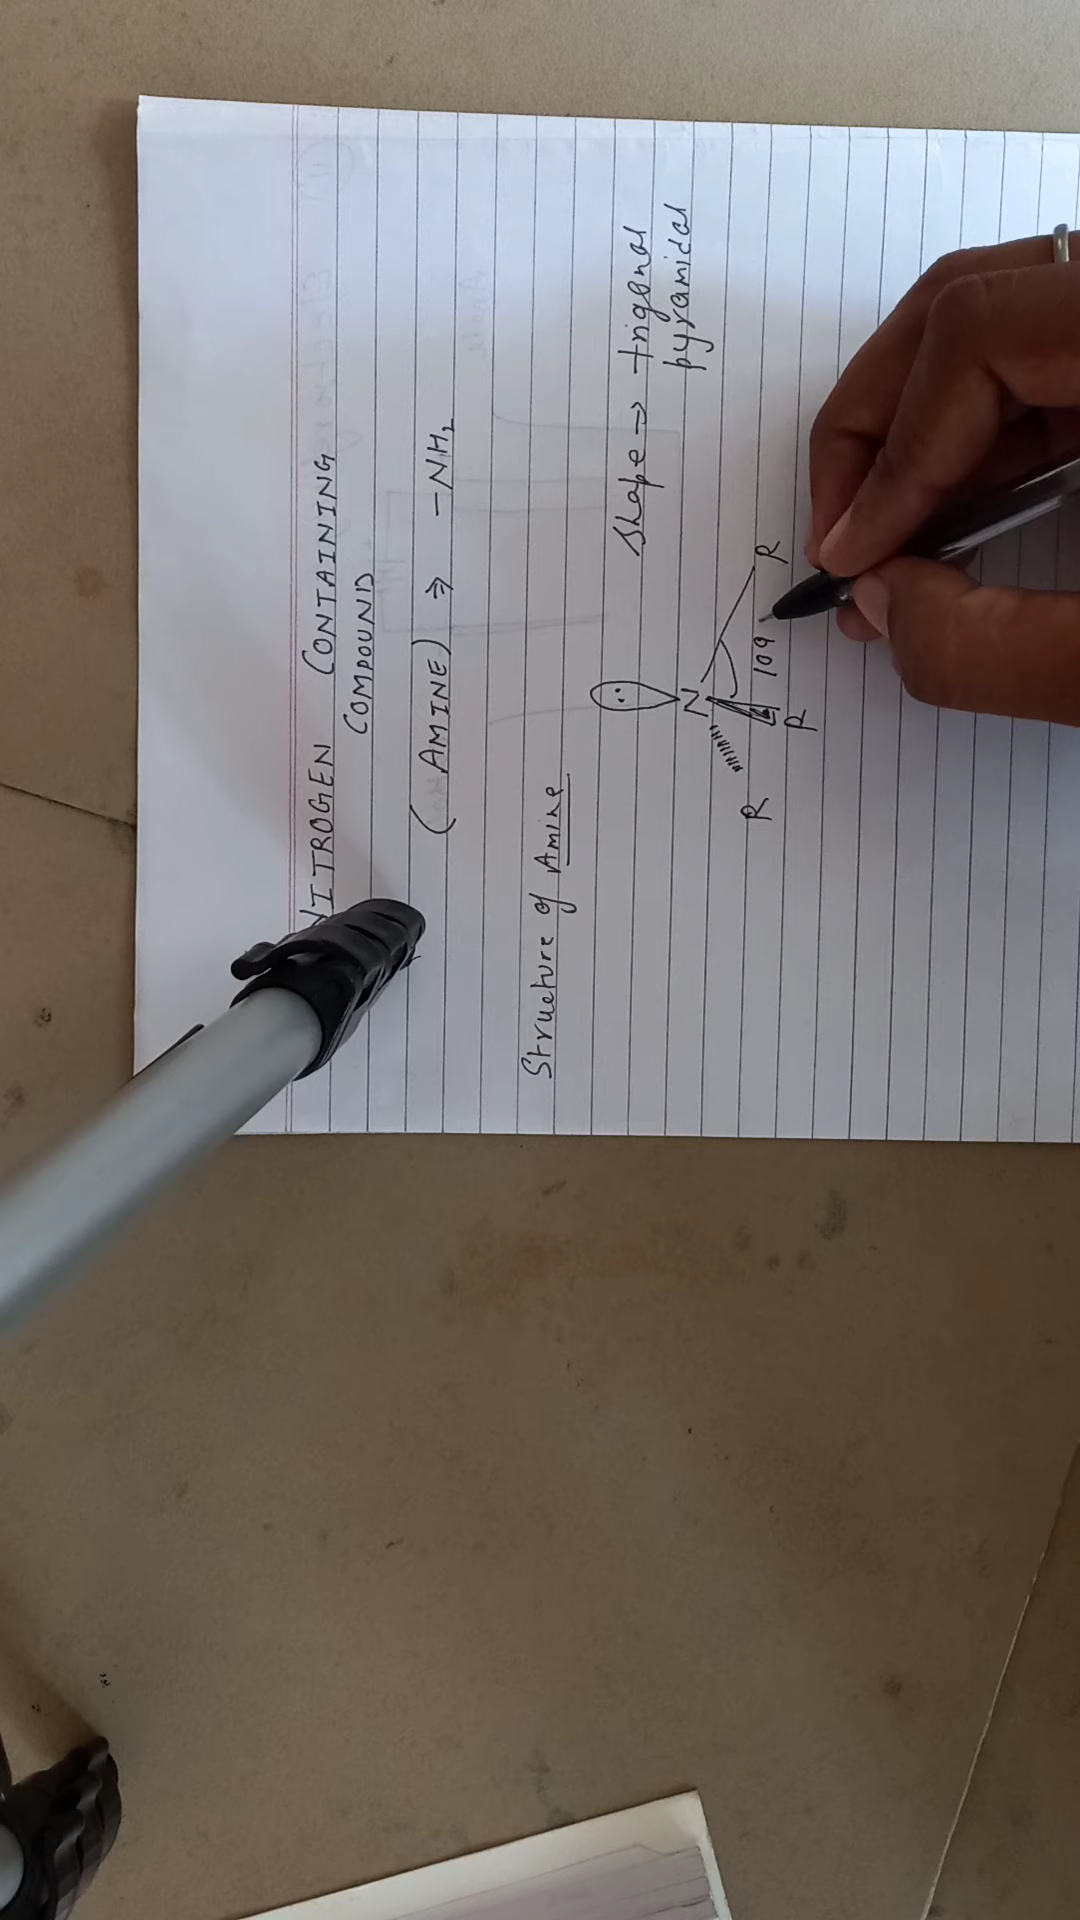 NITROGEN CONTAINING
COMPOUND
(AMINE) ⇒ -NH₂
Structure of Amine
Shape → trigonal
pyramidal
N
R
R
R
109